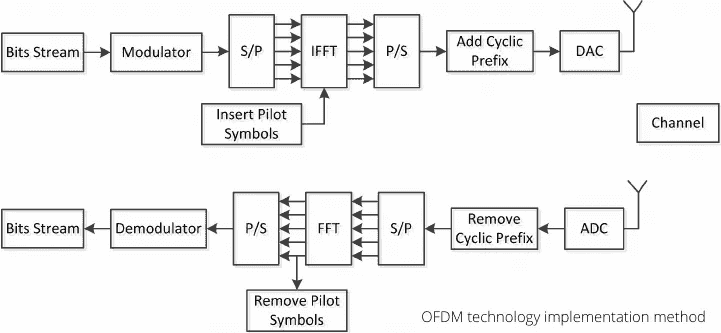 Bits Stream
Modulator
S/P
IFFT
P/S
Add Cyclic
Prefix
DAC
Insert Pilot
Symbols
Channel
Bits Stream
Demodulator
P/S
FFT
S/P
Remove
Cyclic Prefix
ADC
Remove Pilot
Symbols
OFDM technology implementation method